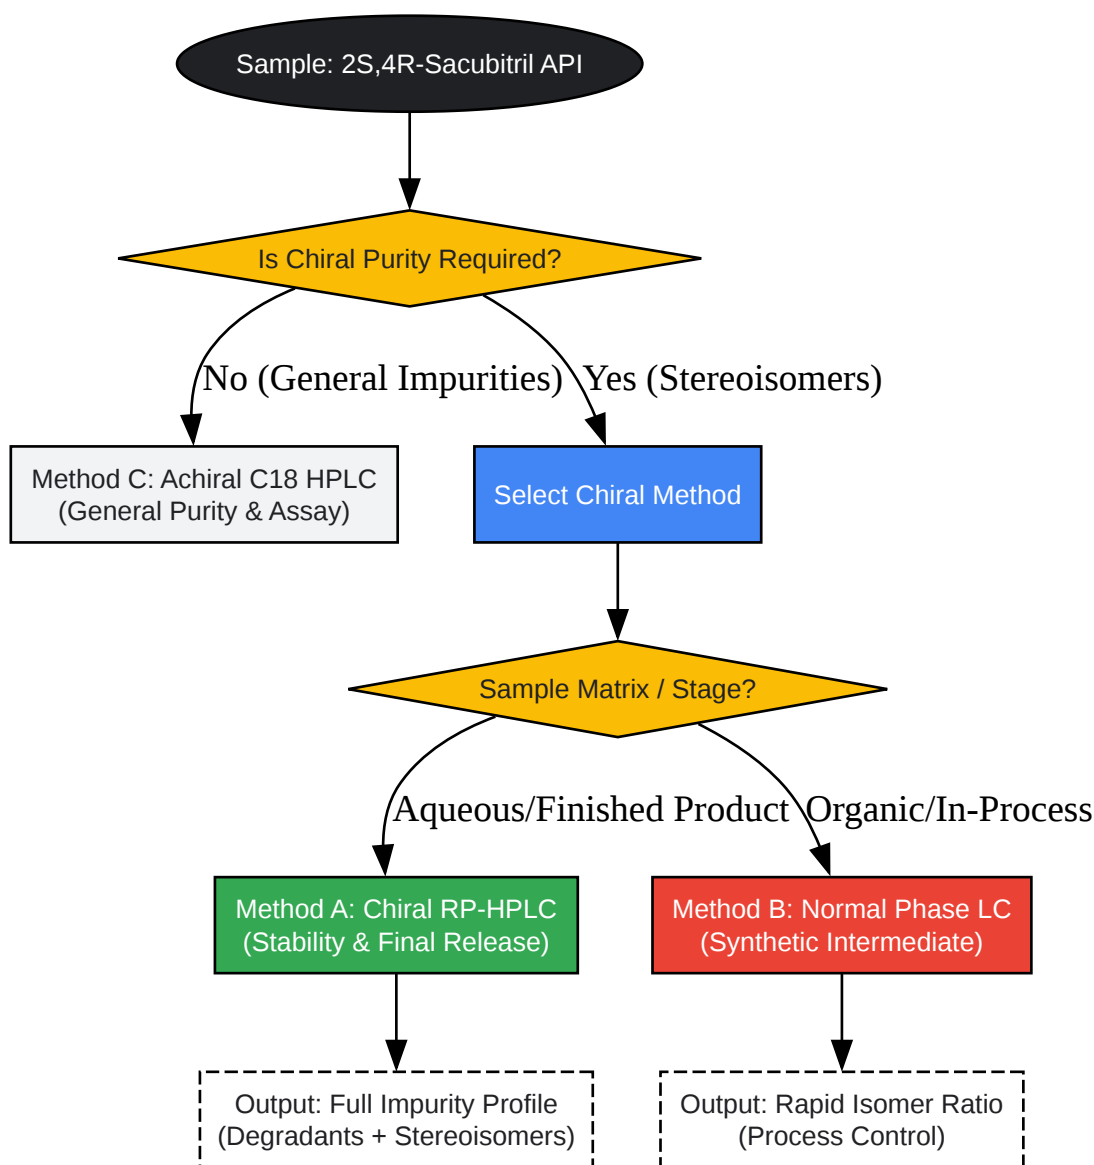 Sample: 2S,4R-Sacubitril API
Is Chiral Purity Required?
No (General Impurities)
Yes (Stereoisomers)
Method C: Achiral C18 HPLC
(General Purity & Assay)
Select Chiral Method
Sample Matrix / Stage?
Aqueous/Finished Product
Organic/In-Process
Method A: Chiral RP-HPLC
(Stability & Final Release)
Method B: Normal Phase LC
(Synthetic Intermediate)
Output: Full Impurity Profile
(Degradants + Stereoisomers)
Output: Rapid Isomer Ratio
(Process Control)